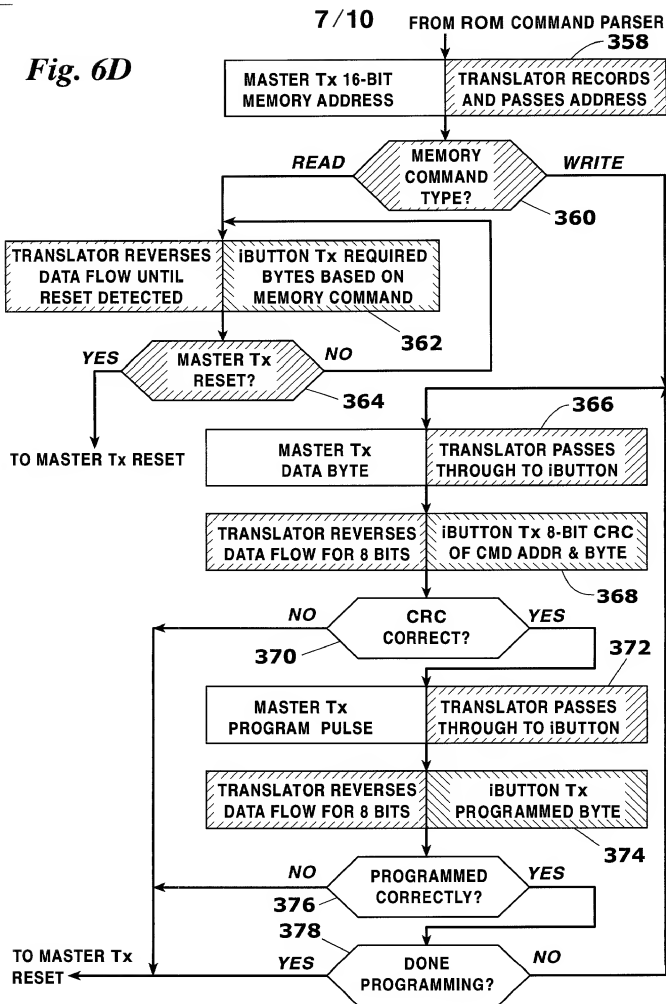 7/10
FROM ROM COMMAND PARSER
Fig. 6D
358
MASTER Tx 16-BIT
MEMORY ADDRESS
TRANSLATOR RECORDS
AND PASSES ADDRESS
READ
MEMORY
COMMAND
TYPE?
WRITE
360
TRANSLATOR REVERSES
DATA FLOW UNTIL
RESET DETECTED
iBUTTON Tx REQUIRED
BYTES BASED ON
MEMORY COMMAND
362
YES
MASTER Tx
RESET?
NO
364
TO MASTER Tx RESET
366
MASTER Tx
DATA BYTE
TRANSLATOR PASSES
THROUGH TO iBUTTON
TRANSLATOR REVERSES
DATA FLOW FOR 8 BITS
iBUTTON Tx 8-BIT CRC
OF CMD ADDR & BYTE
368
NO
CRC
CORRECT?
YES
370
372
MASTER Tx
PROGRAM PULSE
TRANSLATOR PASSES
THROUGH TO iBUTTON
TRANSLATOR REVERSES
DATA FLOW FOR 8 BITS
iBUTTON Tx
PROGRAMMED BYTE
374
NO
PROGRAMMED
CORRECTLY?
YES
376
378
TO MASTER Tx
RESET
YES
DONE
PROGRAMMING?
NO